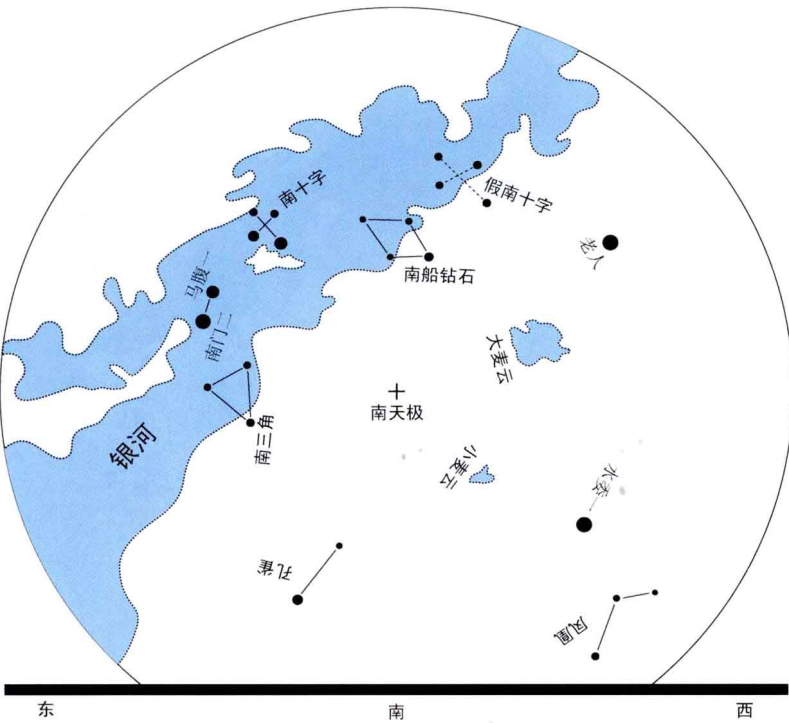 南十字
假南十字
老人
南船钻石
马腹一
南门二
大麦云
南天极
南三角
银河
小麦云
水委一
孔雀
凤凰
东
南
西